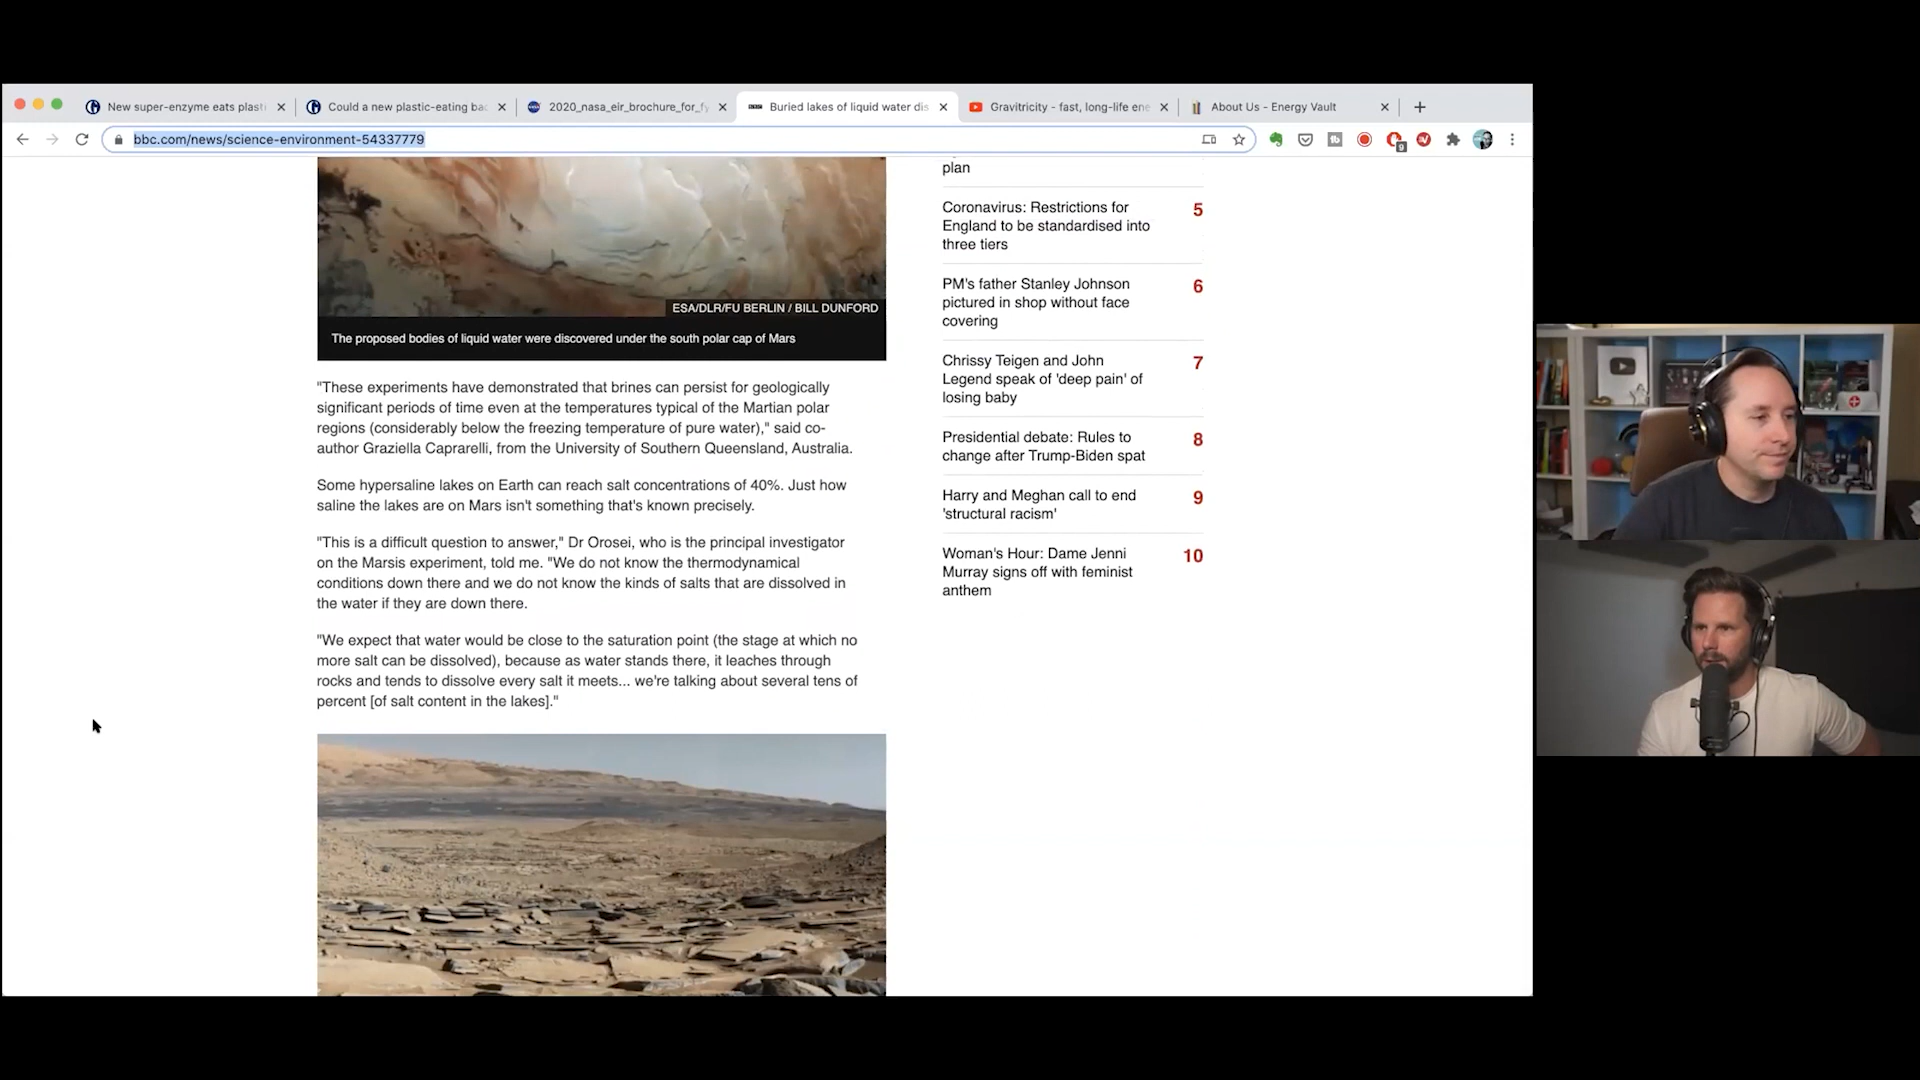 New super-enzyme eats plasti
Could a new plastic-eating bac
2020_nasa_eir_brochure_for_fy
Buried lakes of liquid water dis
Gravitricity - fast, long-life ene
About Us - Energy Vault
bbc.com/news/science-environment-54337779
9
ESA/DLR/FU BERLIN / BILL DUNFORD
The proposed bodies of liquid water were discovered under the south polar cap of Mars
"These experiments have demonstrated that brines can persist for geologically
significant periods of time even at the temperatures typical of the Martian polar
regions (considerably below the freezing temperature of pure water)," said co-
author Graziella Caprarelli, from the University of Southern Queensland, Australia.
Some hypersaline lakes on Earth can reach salt concentrations of 40%. Just how
saline the lakes are on Mars isn't something that's known precisely.
"This is a difficult question to answer," Dr Orosei, who is the principal investigator
on the Marsis experiment, told me. "We do not know the thermodynamical
conditions down there and we do not know the kinds of salts that are dissolved in
the water if they are down there.
"We expect that water would be close to the saturation point (the stage at which no
more salt can be dissolved), because as water stands there, it leaches through
rocks and tends to dissolve every salt it meets... we're talking about several tens of
percent [of salt content in the lakes]."
plan
Coronavirus: Restrictions for 5
England to be standardised into
three tiers
PM's father Stanley Johnson 6
pictured in shop without face
covering
Chrissy Teigen and John 7
Legend speak of 'deep pain' of
losing baby
Presidential debate: Rules to 8
change after Trump-Biden spat
Harry and Meghan call to end 9
'structural racism'
Woman's Hour: Dame Jenni 10
Murray signs off with feminist
anthem